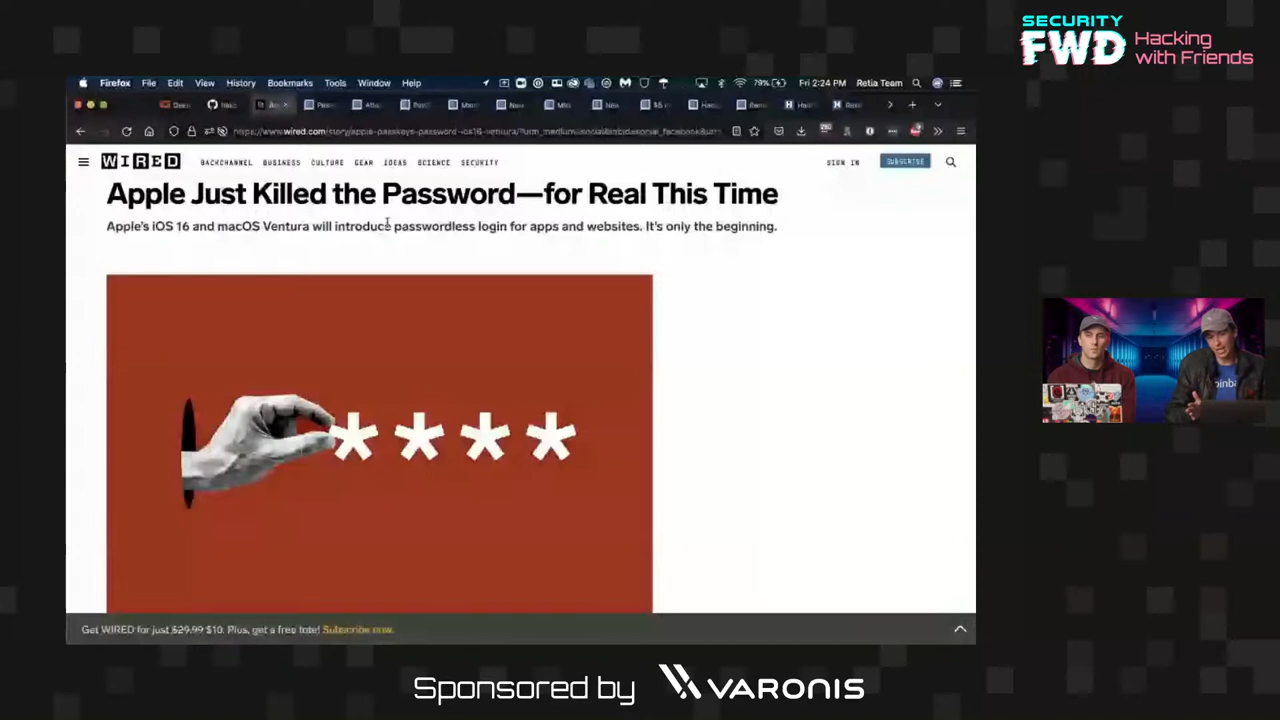 SECURITY
FWD
Hacking
with Friends
Firefox File Edit View History Bookmarks Tools Window Help
79% Fri 2:24 PM Retia Team
WIRED
BACKCHANNEL BUSINESS CULTURE GEAR IDEAS SCIENCE SECURITY
SIGN IN SUBSCRIBE
Apple Just Killed the Password—for Real This Time
Apple's iOS 16 and macOS Ventura will introduce passwordless login for apps and websites. It's only the beginning.
****
Get WIRED for just $29.99 $10. Plus, get a free tote! Subscribe now.
Sponsored by VARONIS